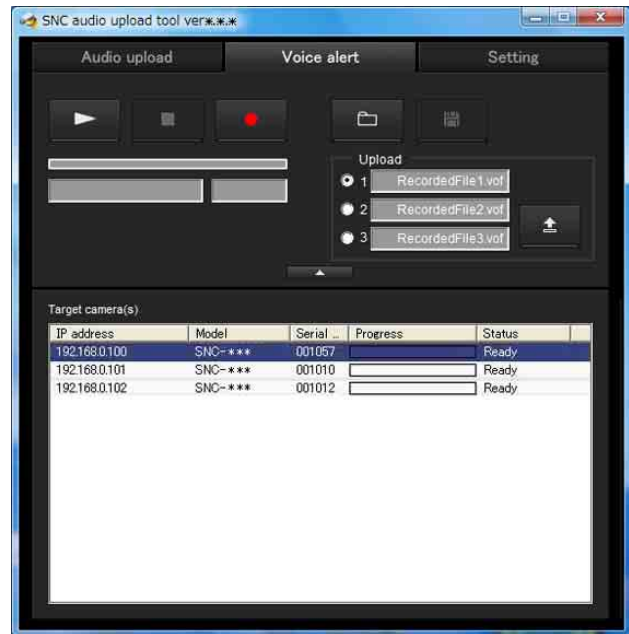 SNC audio upload tool ver*.*.*
Audio upload Voice alert Setting
Upload
1 RecordedFile1.vof
2 RecordedFile2.vof
3 RecordedFile3.vof
Target camera(s)
IP address Model Serial ... Progress Status
192.168.0.100 SNC-*** 001057 Ready
192.168.0.101 SNC-*** 001010 Ready
192.168.0.102 SNC-*** 001012 Ready